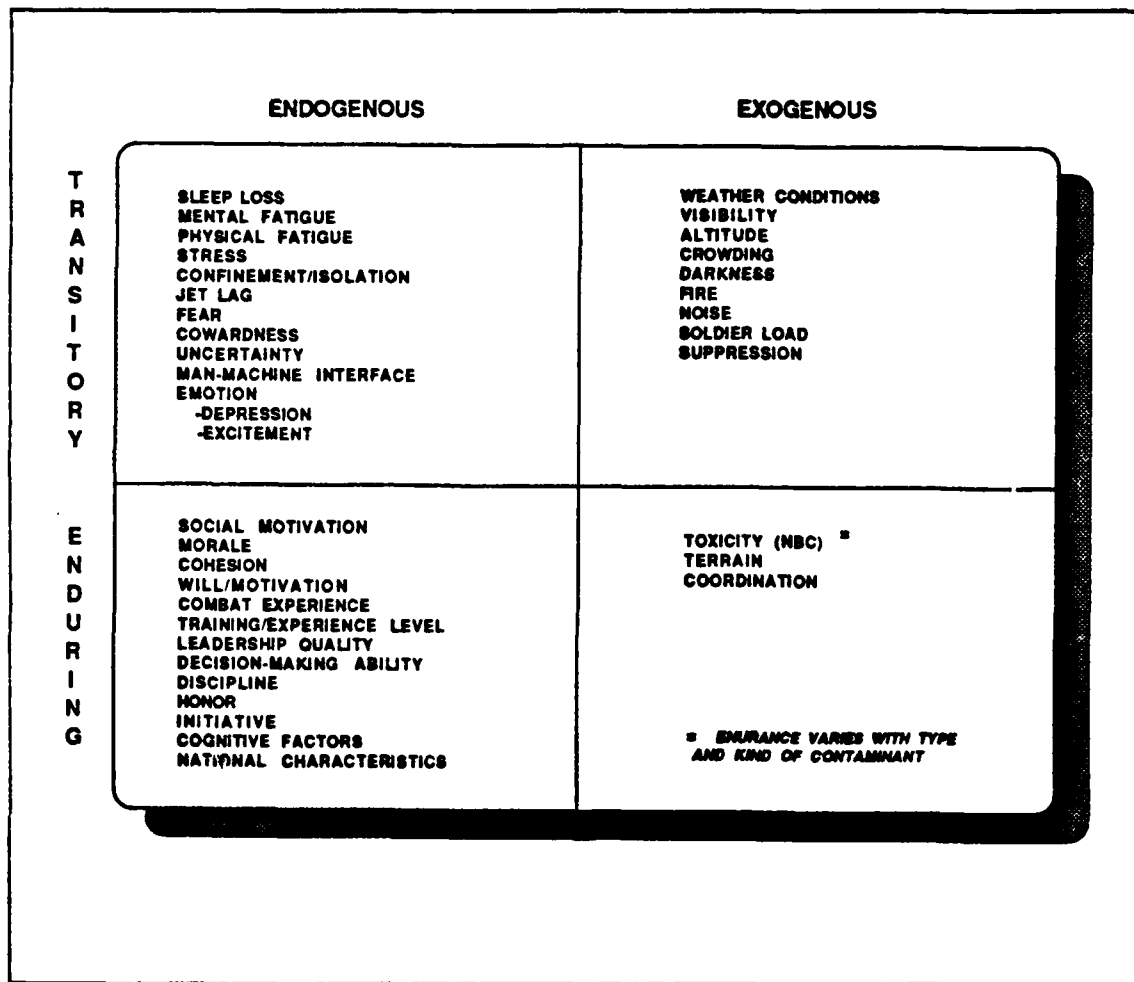 ENDOGENOUS
EXOGENOUS
TRANSITORY
SLEEP LOSS
MENTAL FATIGUE
PHYSICAL FATIGUE
STRESS
CONFINEMENT/ISOLATION
JET LAG
FEAR
COWARDNESS
UNCERTAINTY
MAN-MACHINE INTERFACE
EMOTION
-DEPRESSION
-EXCITEMENT
WEATHER CONDITIONS
VISIBILITY
ALTITUDE
CROWDING
DARKNESS
FIRE
NOISE
SOLDIER LOAD
SUPPRESSION
ENDURING
SOCIAL MOTIVATION
MORALE
COHESION
WILL/MOTIVATION
COMBAT EXPERIENCE
TRAINING/EXPERIENCE LEVEL
LEADERSHIP QUALITY
DECISION-MAKING ABILITY
DISCIPLINE
HONOR
INITIATIVE
COGNITIVE FACTORS
NATIONAL CHARACTERISTICS
TOXICITY (NBC) *
TERRAIN
COORDINATION
* ENURANCE VARIES WITH TYPE
AND KIND OF CONTAMINANT